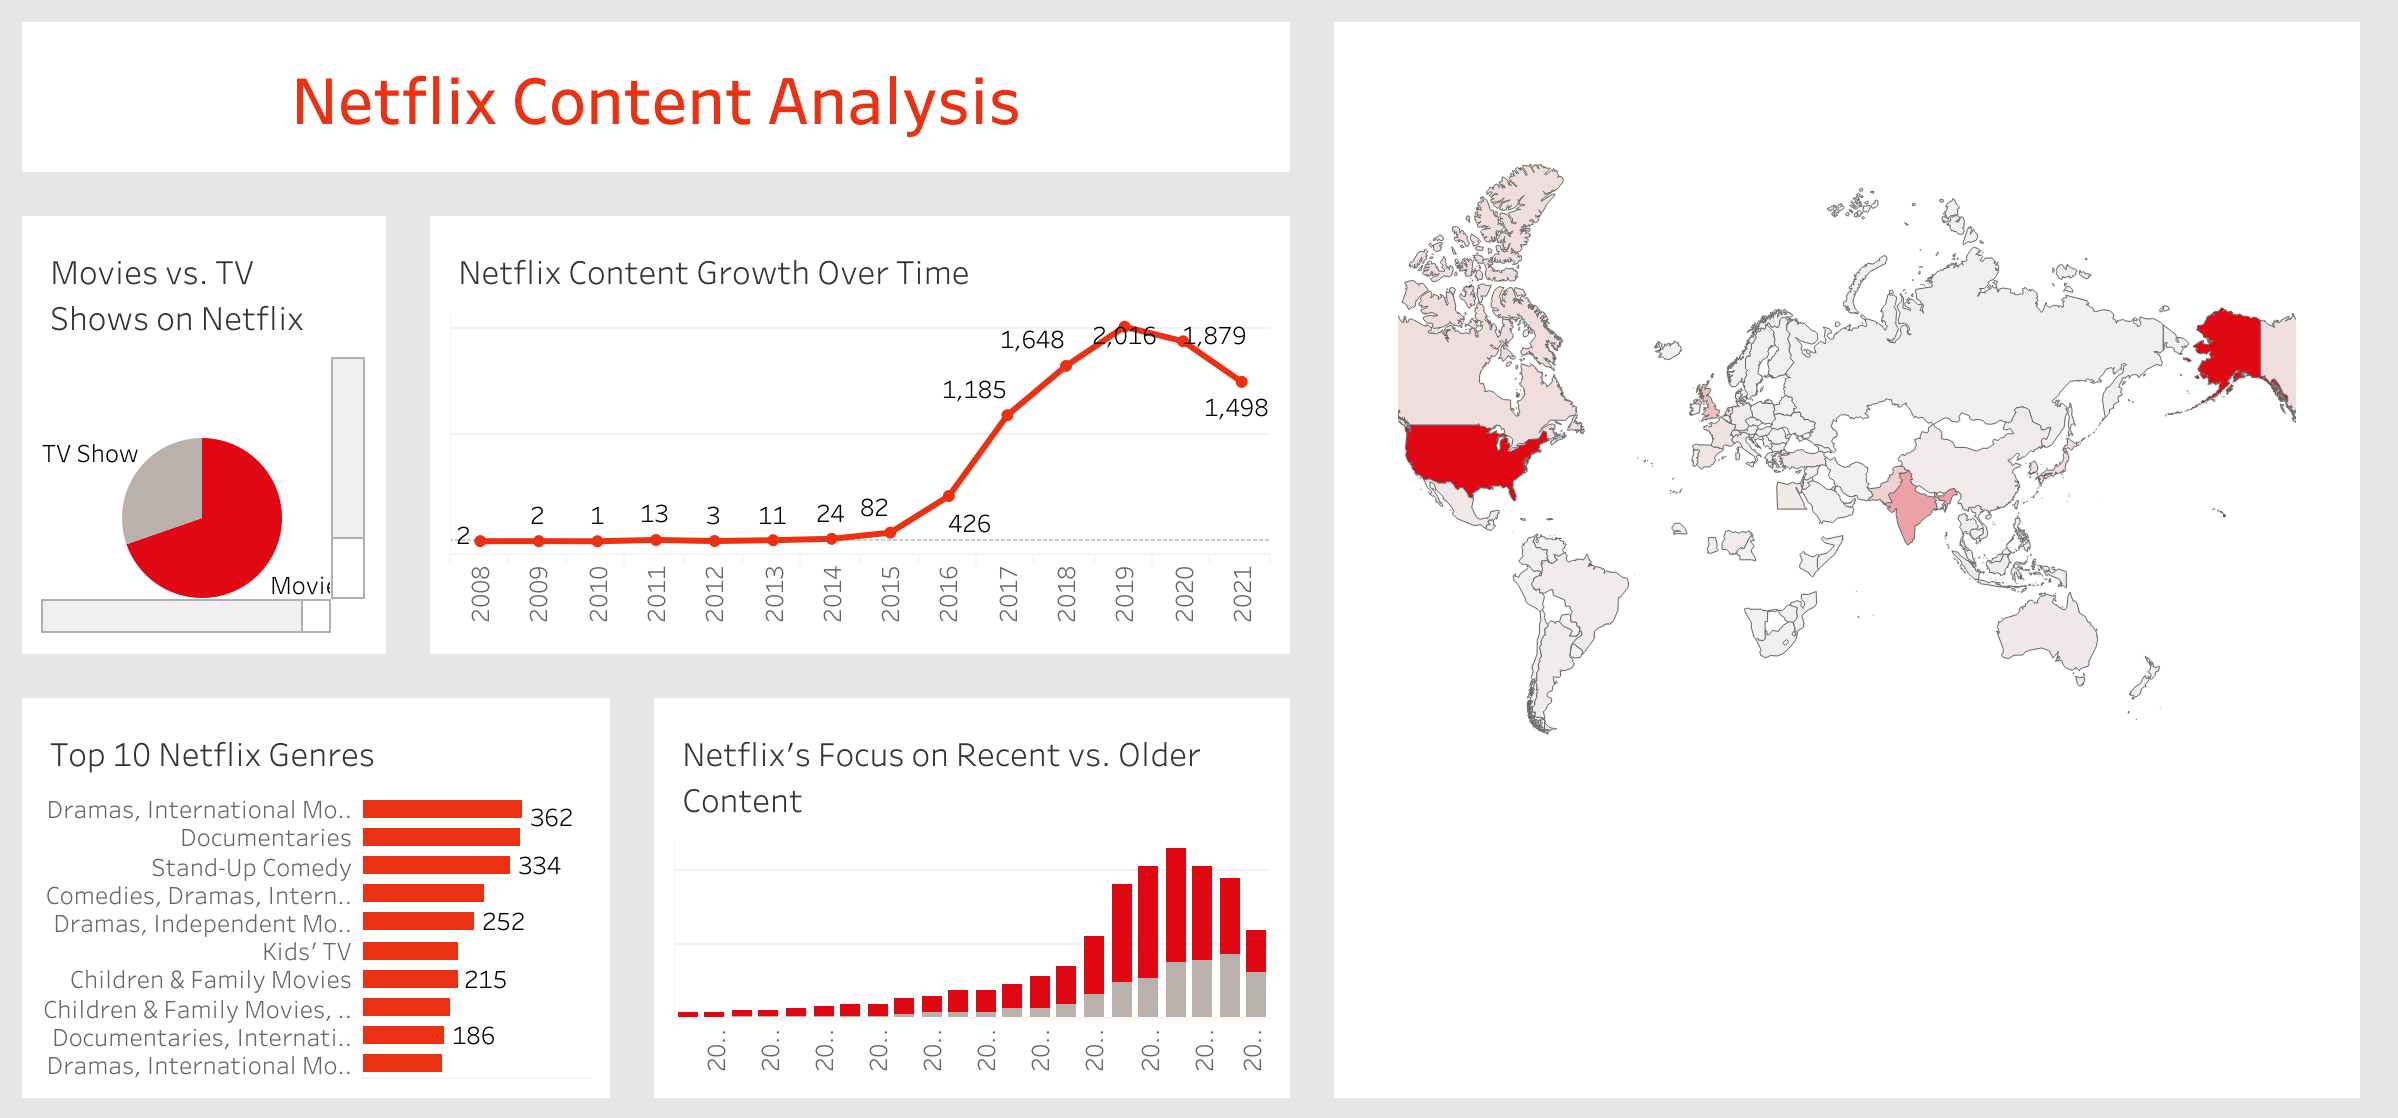 Netflix Content Analysis
Movies vs. TV
Shows on Netflix
TV Show
Movie
Netflix Content Growth Over Time
2
2
1
13
3
11
24
82
426
1,185
1,648
2,016
1,879
1,498
2008
2009
2010
2011
2012
2013
2014
2015
2016
2017
2018
2019
2020
2021
Top 10 Netflix Genres
Dramas, International Mo..
362
Documentaries
Stand-Up Comedy
334
Comedies, Dramas, Intern..
Dramas, Independent Mo..
252
Kids’ TV
Children & Family Movies
215
Children & Family Movies, ..
Documentaries, Internati..
186
Dramas, International Mo..
Netflix’s Focus on Recent vs. Older
Content
20..
20..
20..
20..
20..
20..
20..
20..
20..
20..
20..